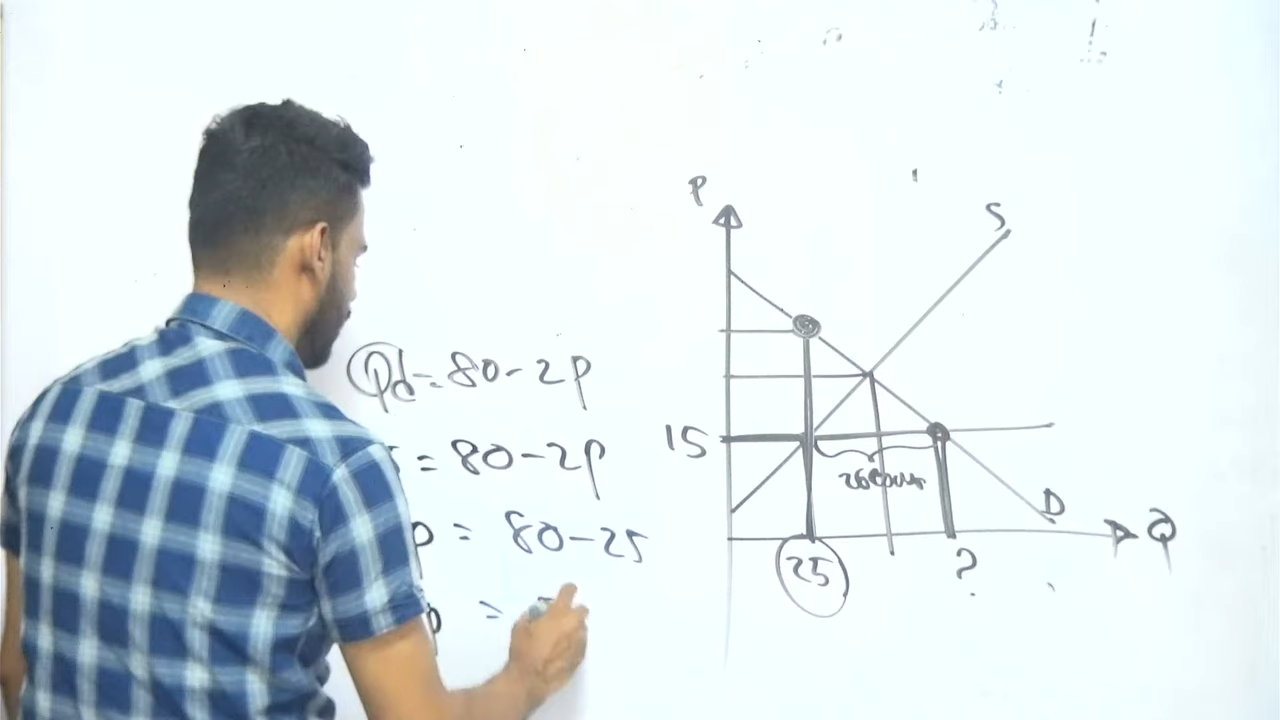 Qd = 80 - 2P
= 80 - 2P
P = 80 - 25
P =
P
S
15
D
Q
25
?